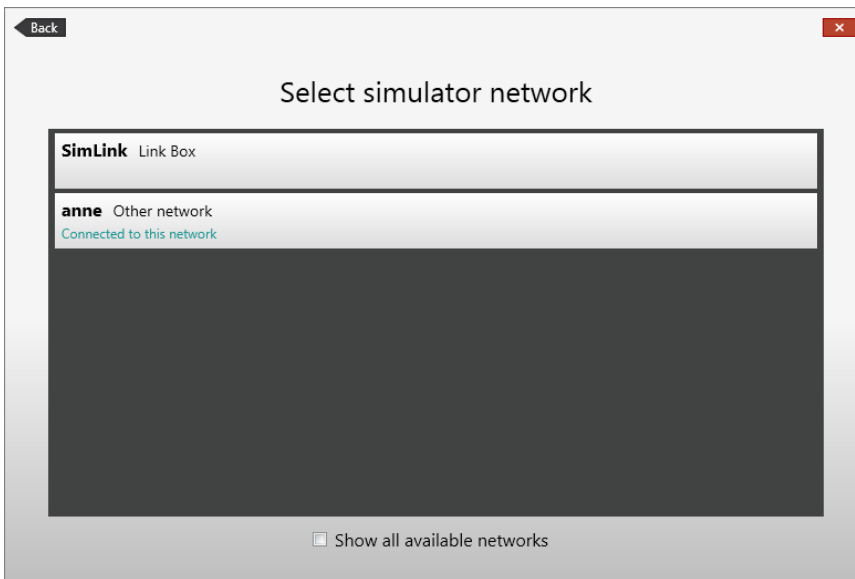 Back
Select simulator network
SimLink Link Box
anne Other network
Connected to this network
Show all available networks